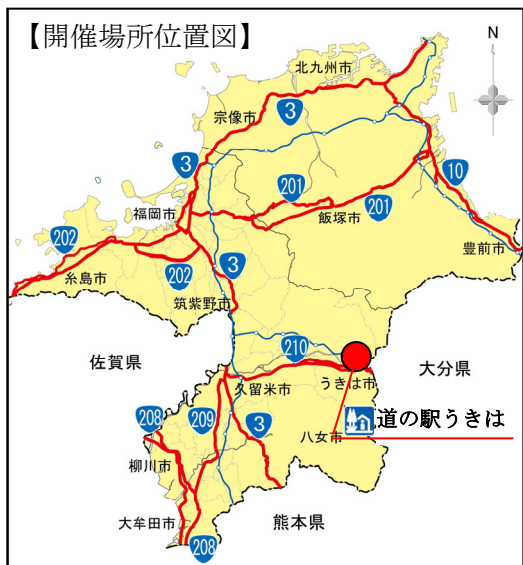 【開催場所位置図】
N
北九州市
宗像市
3
3
201
10
福岡市
飯塚市
201
202
豊前市
糸島市
202
3
筑紫野市
210
佐賀県
大分県
久留米市
うきは市
208
209
3
道の駅うきは
八女市
柳川市
大牟田市
熊本県
208